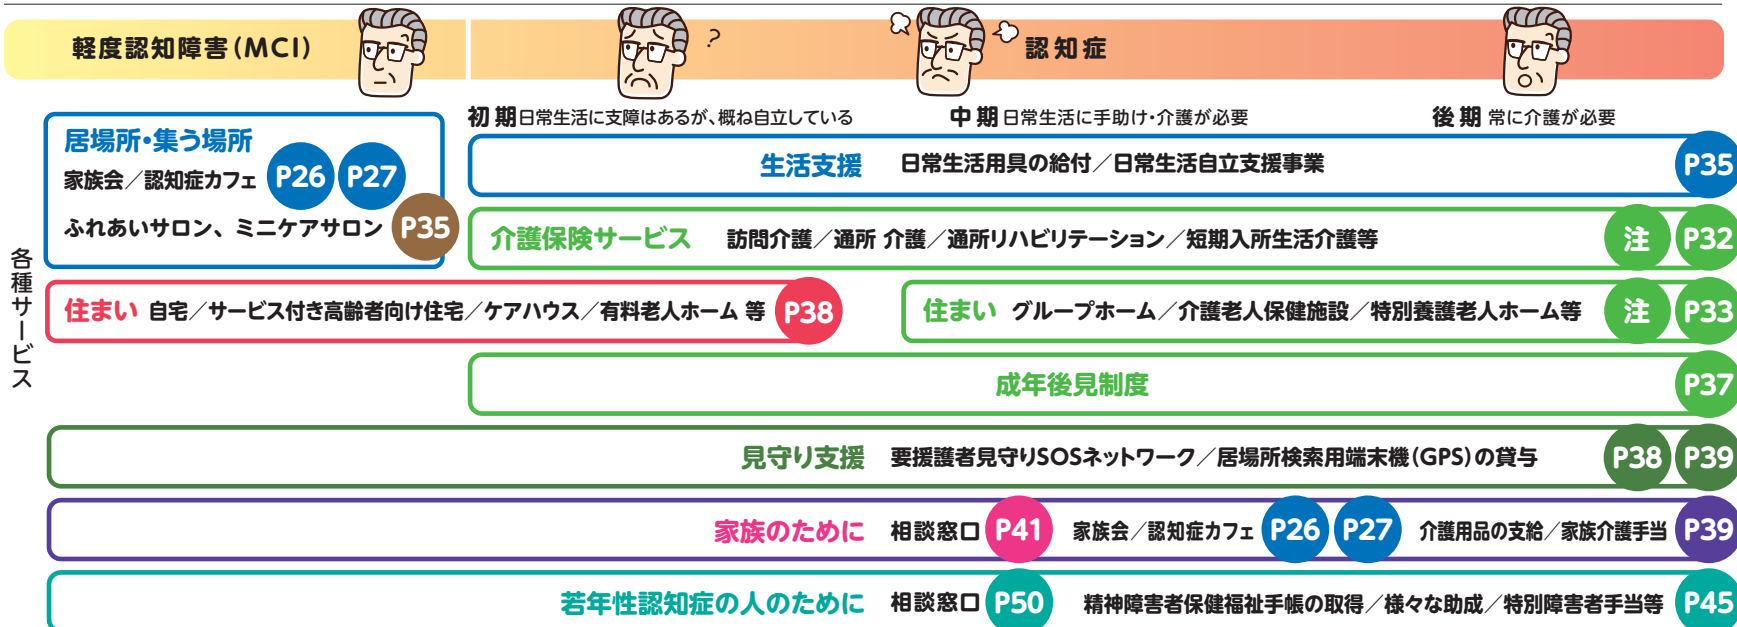 軽度認知障害(MCI)
?
認知症
初期 日常生活に支障はあるが、概ね自立している
中期 日常生活に手助け・介護が必要
後期 常に介護が必要
各種サービス
居場所・集う場所
家族会／認知症カフェ P26 P27
ふれあいサロン、ミニケアサロン P35
生活支援 日常生活用具の給付／日常生活自立支援事業 P35
介護保険サービス 訪問介護／通所 介護／通所リハビリテーション／短期入所生活介護等 注 P32
住まい 自宅／サービス付き高齢者向け住宅／ケアハウス／有料老人ホーム 等 P38
住まい グループホーム／介護老人保健施設／特別養護老人ホーム等 注 P33
成年後見制度 P37
見守り支援 要援護者見守りSOSネットワーク／居場所検索用端末機(GPS)の貸与 P38 P39
家族のために 相談窓口 P41 家族会／認知症カフェ P26 P27 介護用品の支給／家族介護手当 P39
若年性認知症の人のために 相談窓口 P50 精神障害者保健福祉手帳の取得／様々な助成／特別障害者手当等 P45